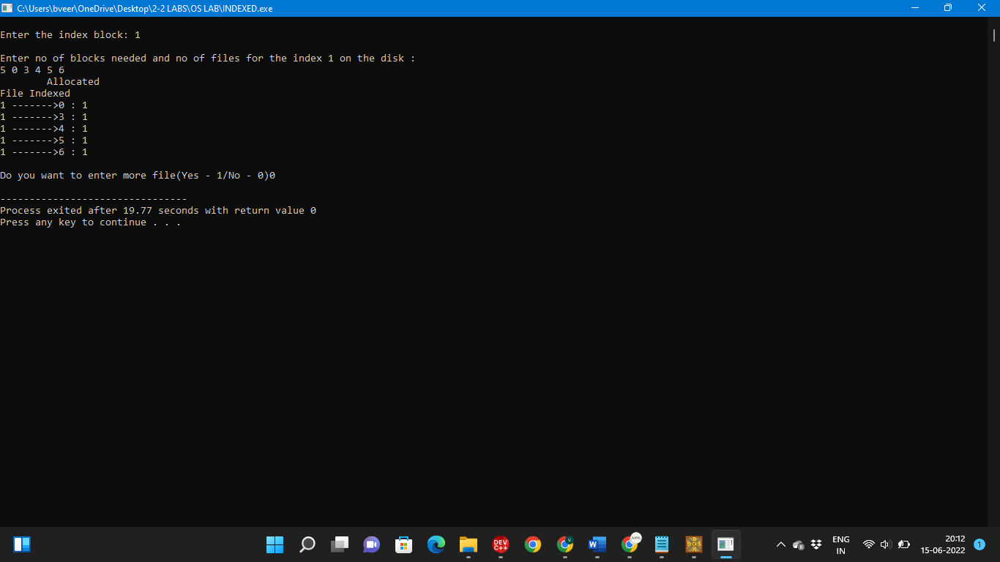 C:\Users\bveer\OneDrive\Desktop\2-2 LABS\OS LAB\INDEXED.exe
Enter the index block: 1
Enter no of blocks needed and no of files for the index 1 on the disk :
5 0 3 4 5 6
Allocated
File Indexed
1 ------->0 : 1
1 ------->3 : 1
1 ------->4 : 1
1 ------->5 : 1
1 ------->6 : 1
Do you want to enter more file(Yes - 1/No - 0)0
--------------------------------
Process exited after 19.77 seconds with return value 0
Press any key to continue . . .
DEV
C++
V
W
AIML
DOS
ENG
IN
20:12
15-06-2022
1